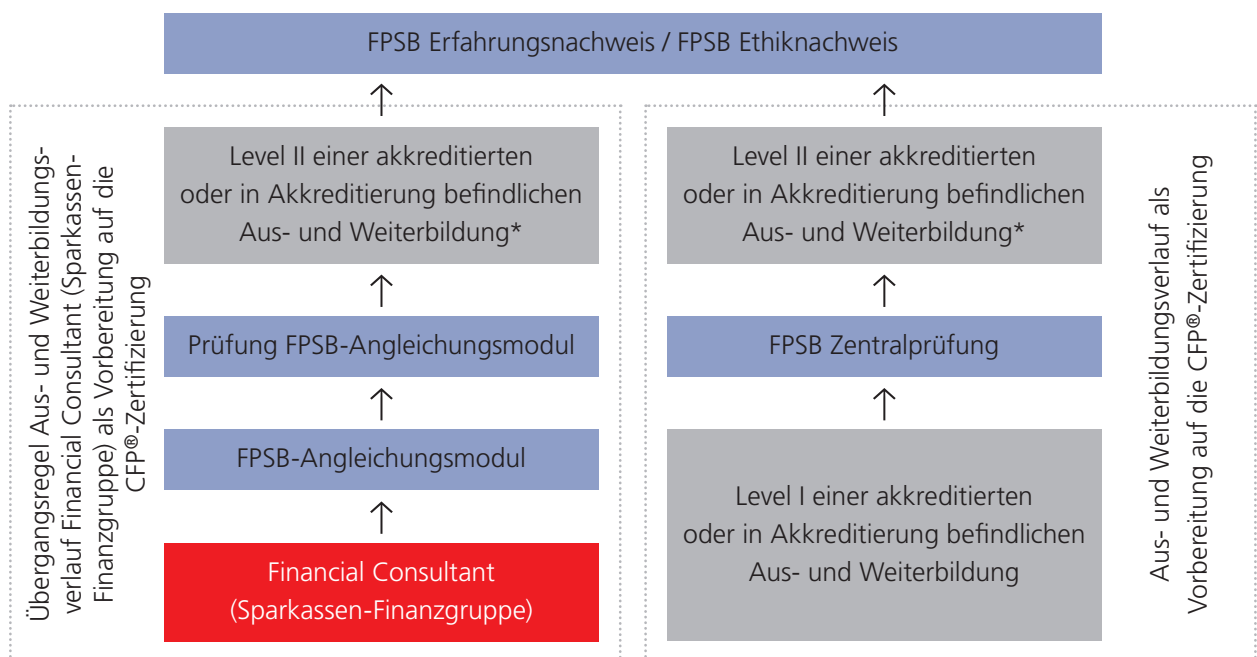 FPSB Erfahrungsnachweis / FPSB Ethiknachweis
Übergangsregel Aus- und Weiterbildungs-
verlauf Financial Consultant (Sparkassen-
Finanzgruppe) als Vorbereitung auf die
CFP®-Zertifizierung
Level II einer akkreditierten
oder in Akkreditierung befindlichen
Aus- und Weiterbildung*
Prüfung FPSB-Angleichungsmodul
FPSB-Angleichungsmodul
Financial Consultant
(Sparkassen-Finanzgruppe)
Level II einer akkreditierten
oder in Akkreditierung befindlichen
Aus- und Weiterbildung*
FPSB Zentralprüfung
Level I einer akkreditierten
oder in Akkreditierung befindlichen
Aus- und Weiterbildung
Aus- und Weiterbildungsverlauf als
Vorbereitung auf die CFP®-Zertifizierung